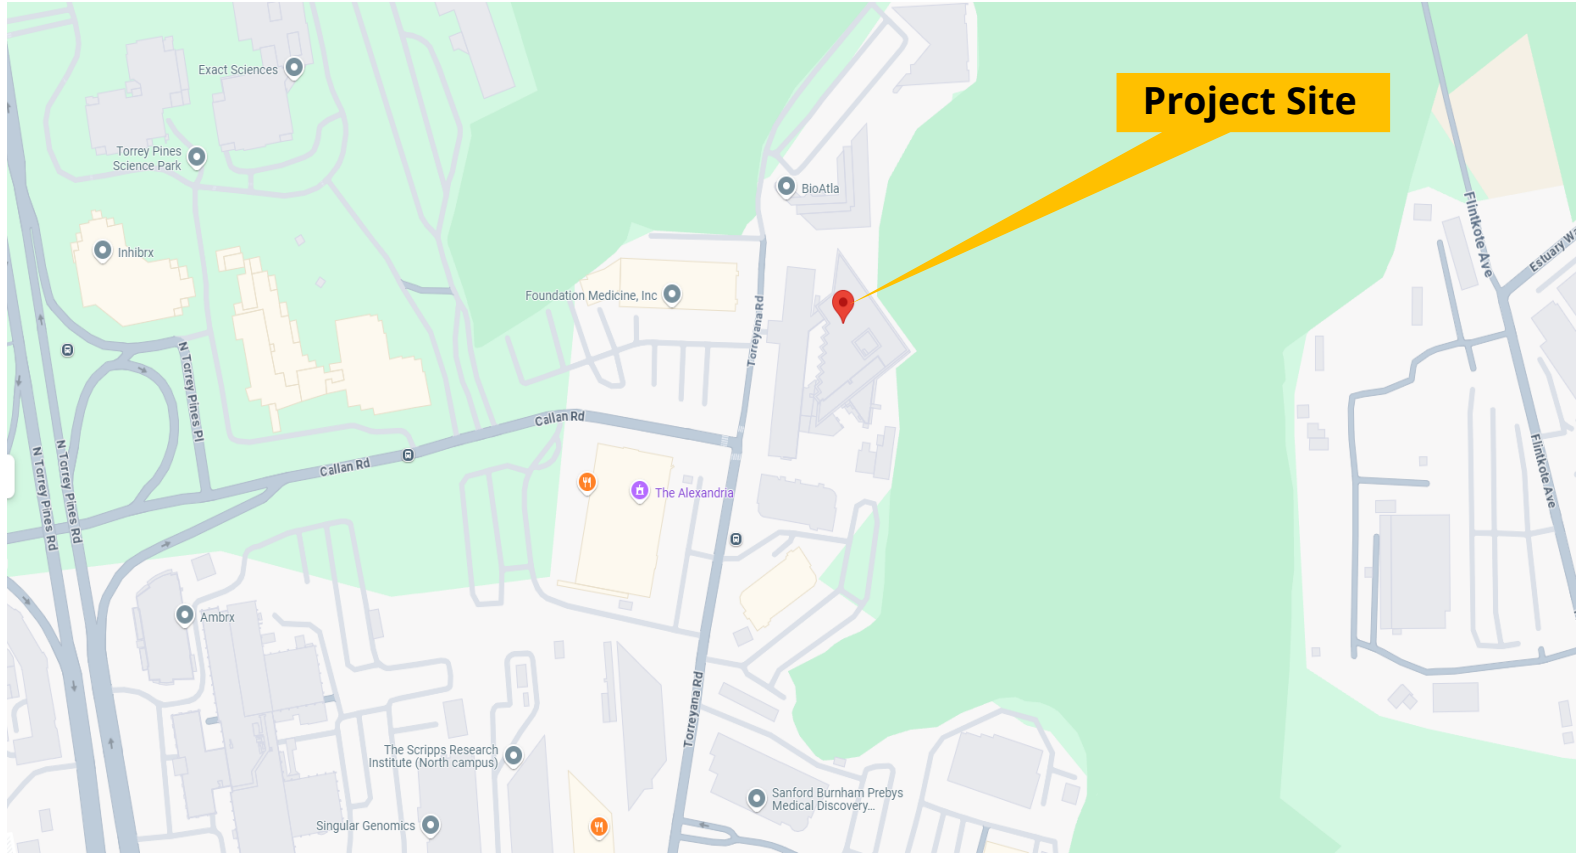 Exact Sciences
Project Site
Torrey Pines
Science Park
BioAtla
Flintkote Ave
Inhibrx
Foundation Medicine, Inc
Torreyana Rd
N Torrey Pines Pl
Callan Rd
Callan Rd
Flintkote Ave
N Torrey Pines Rd
N Torrey Pines Rd
The Alexandria
Ambrx
Torreyana Rd
The Scripps Research
Institute (North campus)
Sanford Burnham Prebys
Medical Discovery...
Singular Genomics